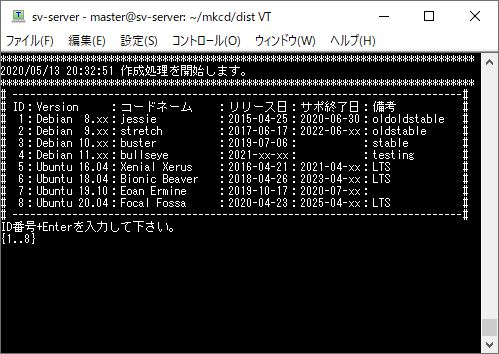 sv-server - master@sv-server: ~/mkcd/dist VT
ファイル(F) 編集(E) 設定(S) コントロール(O) ウィンドウ(W) ヘルプ(H)
********************************************************************************
2020/05/13 20:32:51 作成処理を開始します。
********************************************************************************
#-----------------------------------------------------------------------------#
# ID：Version     ：コードネーム   ：リリース日：サポ終了日：備考             #
#  1：Debian  8.xx：jessie         ：2015-04-25：2020-06-30：oldoldstable     #
#  2：Debian  9.xx：stretch        ：2017-06-17：2022-06-xx：oldstable        #
#  3：Debian 10.xx：buster         ：2019-07-06：          ：stable           #
#  4：Debian 11.xx：bullseye       ：2021-xx-xx：          ：testing          #
#  5：Ubuntu 16.04：Xenial Xerus   ：2016-04-21：2021-04-xx：LTS              #
#  6：Ubuntu 18.04：Bionic Beaver  ：2018-04-26：2023-04-xx：LTS              #
#  7：Ubuntu 19.10：Eoan Ermine    ：2019-10-17：2020-07-xx：                 #
#  8：Ubuntu 20.04：Focal Fossa    ：2020-04-23：2025-04-xx：LTS              #
#-----------------------------------------------------------------------------#
ID番号+Enterを入力して下さい。
{1..8}